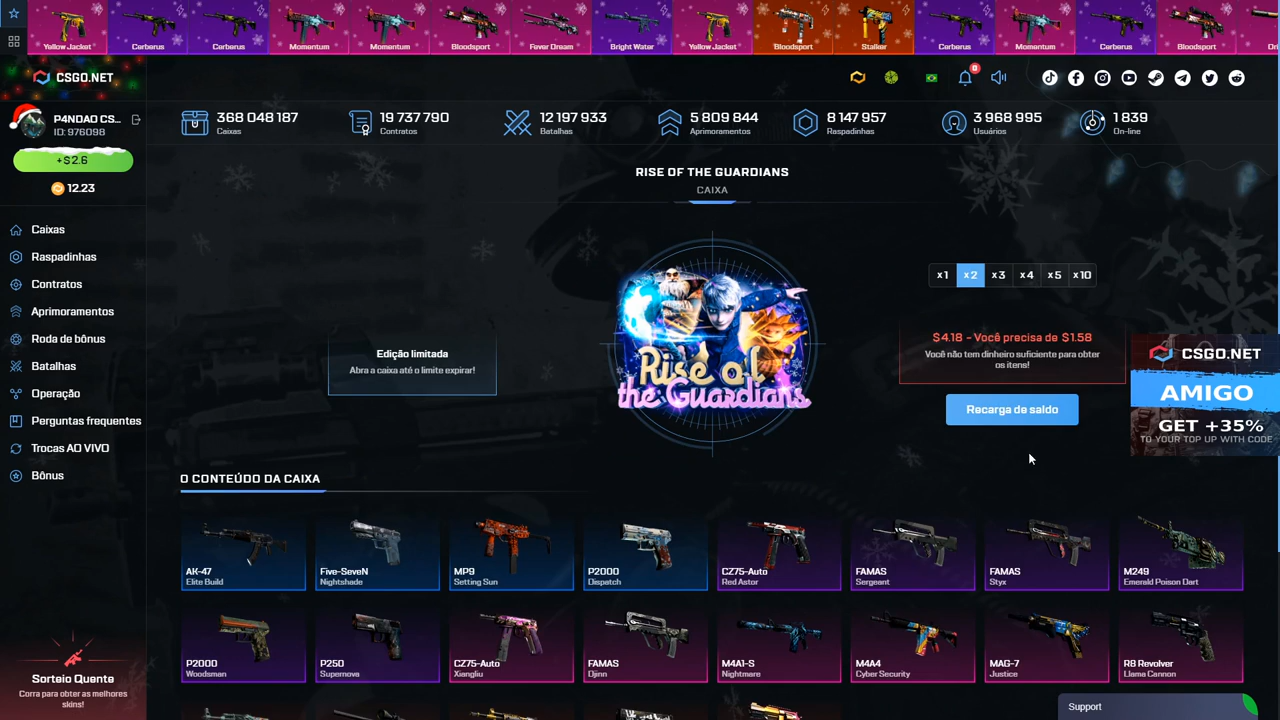 Yellow Jacket
Cerberus
Cerberus
Momentum
Momentum
Bloodsport
Fever Dream
Bright Water
Yellow Jacket
Bloodsport
Stalker
Cerberus
Momentum
Cerberus
Bloodsport
CSGO.NET
P4NDAO CS...
ID: 976098
+$2.6
12.23
368 048 187
Caixas
19 737 790
Contratos
12 197 933
Batalhas
5 809 844
Aprimoramentos
8 147 957
Raspadinhas
3 968 995
Usuários
1 839
On-line
Caixas
Raspadinhas
Contratos
Aprimoramentos
Roda de bônus
Batalhas
Operação
Perguntas frequentes
Trocas AO VIVO
Bônus
Sorteio Quente
Corra para obter as melhores
skins!
RISE OF THE GUARDIANS
CAIXA
Edição limitada
Abra a caixa até o limite expirar!
Rise of
the Guardians
x1 x2 x3 x4 x5 x10
$4.18 - Você precisa de $1.58
Você não tem dinheiro suficiente para obter
os itens!
Recarga de saldo
CSGO.NET
AMIGO
GET +35%
TO YOUR TOP UP WITH CODE
O CONTEÚDO DA CAIXA
AK-47
Elite Build
Five-SeveN
Nightshade
MP9
Setting Sun
P2000
Dispatch
CZ75-Auto
Red Astor
FAMAS
Sergeant
FAMAS
Styx
M249
Emerald Poison Dart
P2000
Woodsman
P250
Supernova
CZ75-Auto
Xiangliu
FAMAS
Djinn
M4A1-S
Nightmare
M4A4
Cyber Security
MAG-7
Justice
R8 Revolver
Llama Cannon
Support